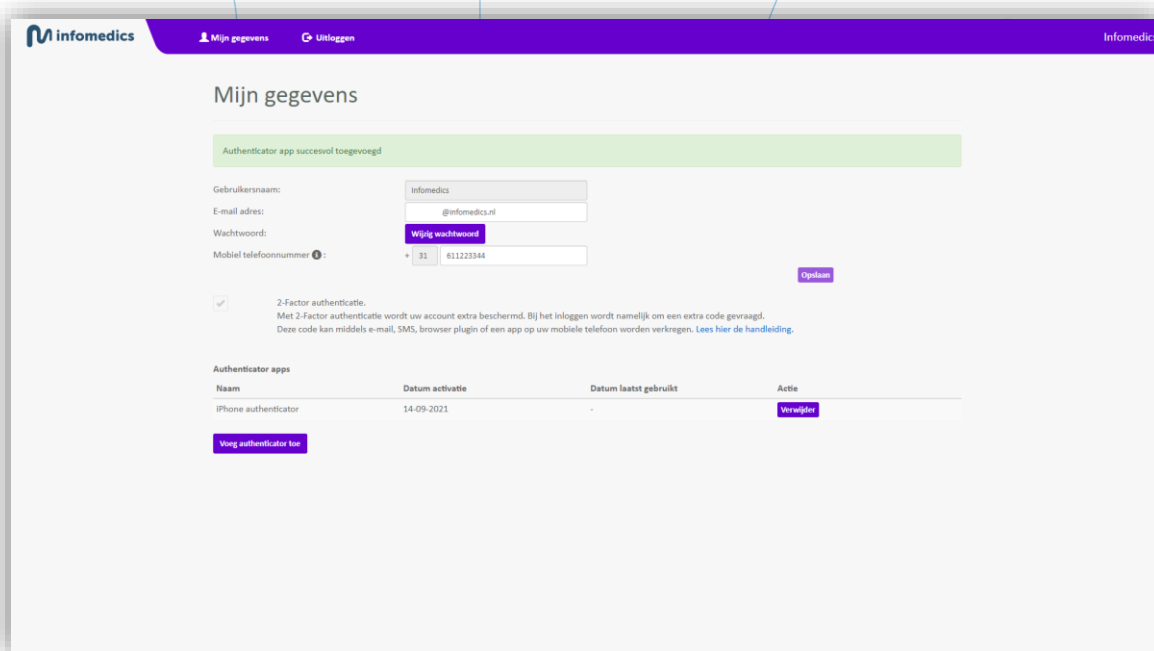 infomedics
Mijn gegevens
Uitloggen
Infomedics
Mijn gegevens
Authenticator app succesvol toegevoegd
Gebruikersnaam: Infomedics
E-mail adres: @infomedics.nl
Wachtwoord: Wijzig wachtwoord
Mobiel telefoonnummer : + 31 611223344
Opslaan
2-Factor authenticatie.
Met 2-Factor authenticatie wordt uw account extra beschermd. Bij het inloggen wordt namelijk om een extra code gevraagd.
Deze code kan middels e-mail, SMS, browser plugin of een app op uw mobiele telefoon worden verkregen. Lees hier de handleiding.
Authenticator apps
Naam Datum activatie Datum laatst gebruikt Actie
iPhone authenticator 14-09-2021 - Verwijder
Voeg authenticator toe